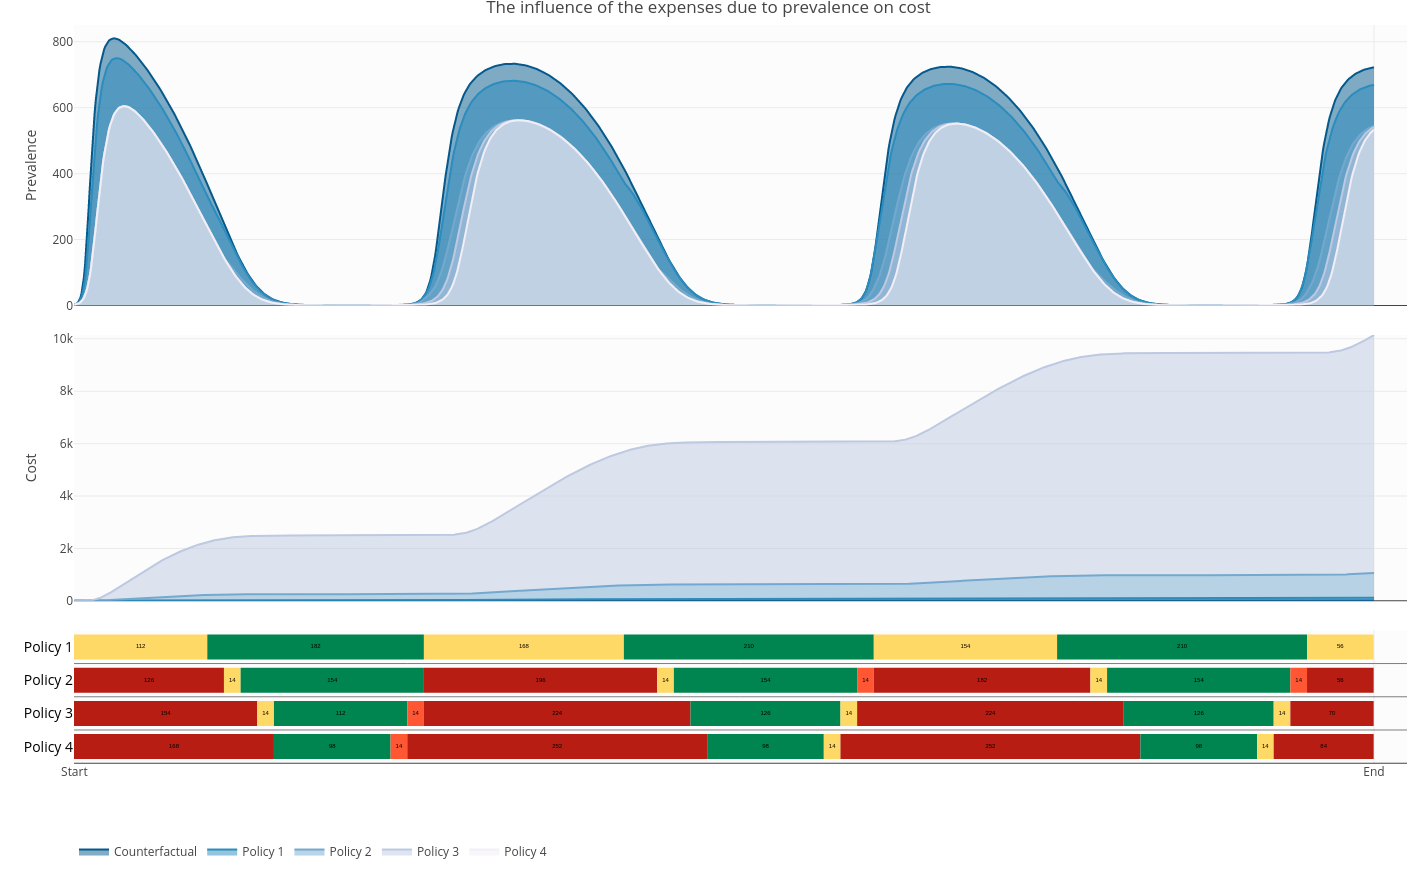 The influence of the expenses due to prevalence on cost
800
600
400
200
0
Prevalence
10k
8k
6k
4k
2k
0
Cost
Policy 1 112 182 168 210 154 210 56
Policy 2 126 14 154 196 14 154 14 182 14 154 14 56
Policy 3 154 14 112 14 224 126 14 224 126 14 70
Policy 4 168 98 14 252 98 14 252 98 14 84
Start End
Counterfactual Policy 1 Policy 2 Policy 3 Policy 4